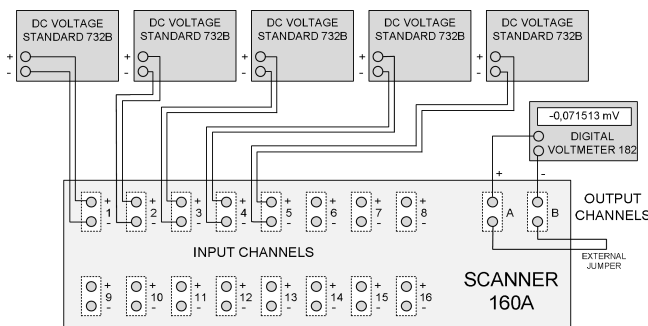 DC VOLTAGE
STANDARD 732B
DC VOLTAGE
STANDARD 732B
DC VOLTAGE
STANDARD 732B
DC VOLTAGE
STANDARD 732B
DC VOLTAGE
STANDARD 732B
+
-
+
-
+
-
+
-
+
-
-0,071513 mV
DIGITAL
VOLTMETER 182
+
-
+
1
-
+
2
-
+
3
-
+
4
-
+
5
-
+
6
-
+
7
-
+
8
-
A
B
OUTPUT
CHANNELS
INPUT CHANNELS
EXTERNAL
JUMPER
+
9
-
+
10
-
+
11
-
+
12
-
+
13
-
+
14
-
+
15
-
+
16
-
SCANNER
160A